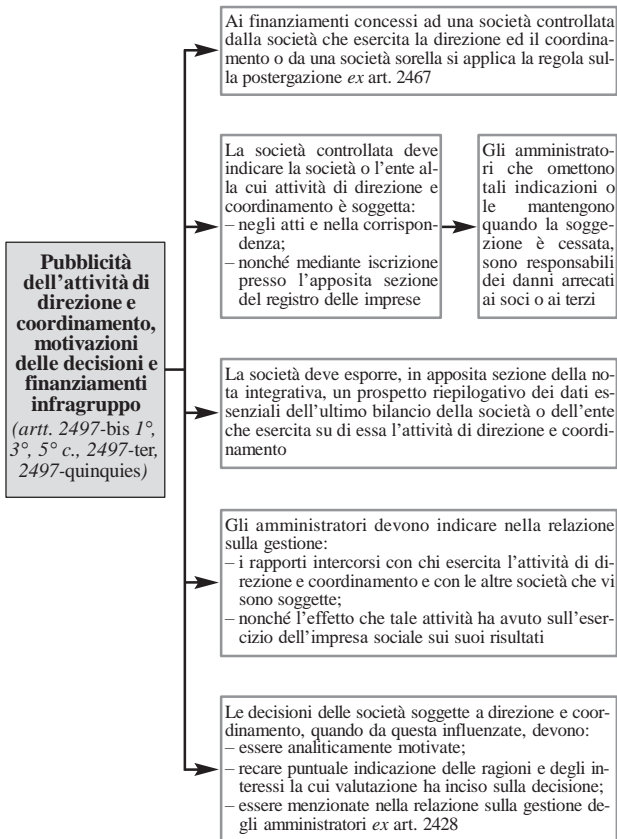 Ai finanziamenti concessi ad una società controllata
dalla società che esercita la direzione ed il coordina-
mento o da una società sorella si applica la regola sul-
la postergazione ex art. 2467
La società controllata deve
indicare la società o l'ente al-
la cui attività di direzione e
coordinamento è soggetta:
– negli atti e nella corrispon-
denza;
– nonché mediante iscrizione
presso l'apposita sezione
del registro delle imprese
Gli amministrato-
ri che omettono
tali indicazioni o
le mantengono
quando la sogge-
zione è cessata,
sono responsabili
dei danni arrecati
ai soci o ai terzi
Pubblicità
dell'attività di
direzione e
coordinamento,
motivazioni
delle decisioni e
finanziamenti
infragruppo
(artt. 2497-bis 1°,
3°, 5° c., 2497-ter,
2497-quinquies)
La società deve esporre, in apposita sezione della no-
ta integrativa, un prospetto riepilogativo dei dati es-
senziali dell'ultimo bilancio della società o dell'ente
che esercita su di essa l'attività di direzione e coordi-
namento
Gli amministratori devono indicare nella relazione
sulla gestione:
– i rapporti intercorsi con chi esercita l'attività di di-
rezione e coordinamento e con le altre società che vi
sono soggette;
– nonché l'effetto che tale attività ha avuto sull'eser-
cizio dell'impresa sociale sui suoi risultati
Le decisioni delle società soggette a direzione e coor-
dinamento, quando da questa influenzate, devono:
– essere analiticamente motivate;
– recare puntuale indicazione delle ragioni e degli in-
teressi la cui valutazione ha inciso sulla decisione;
– essere menzionate nella relazione sulla gestione de-
gli amministratori ex art. 2428